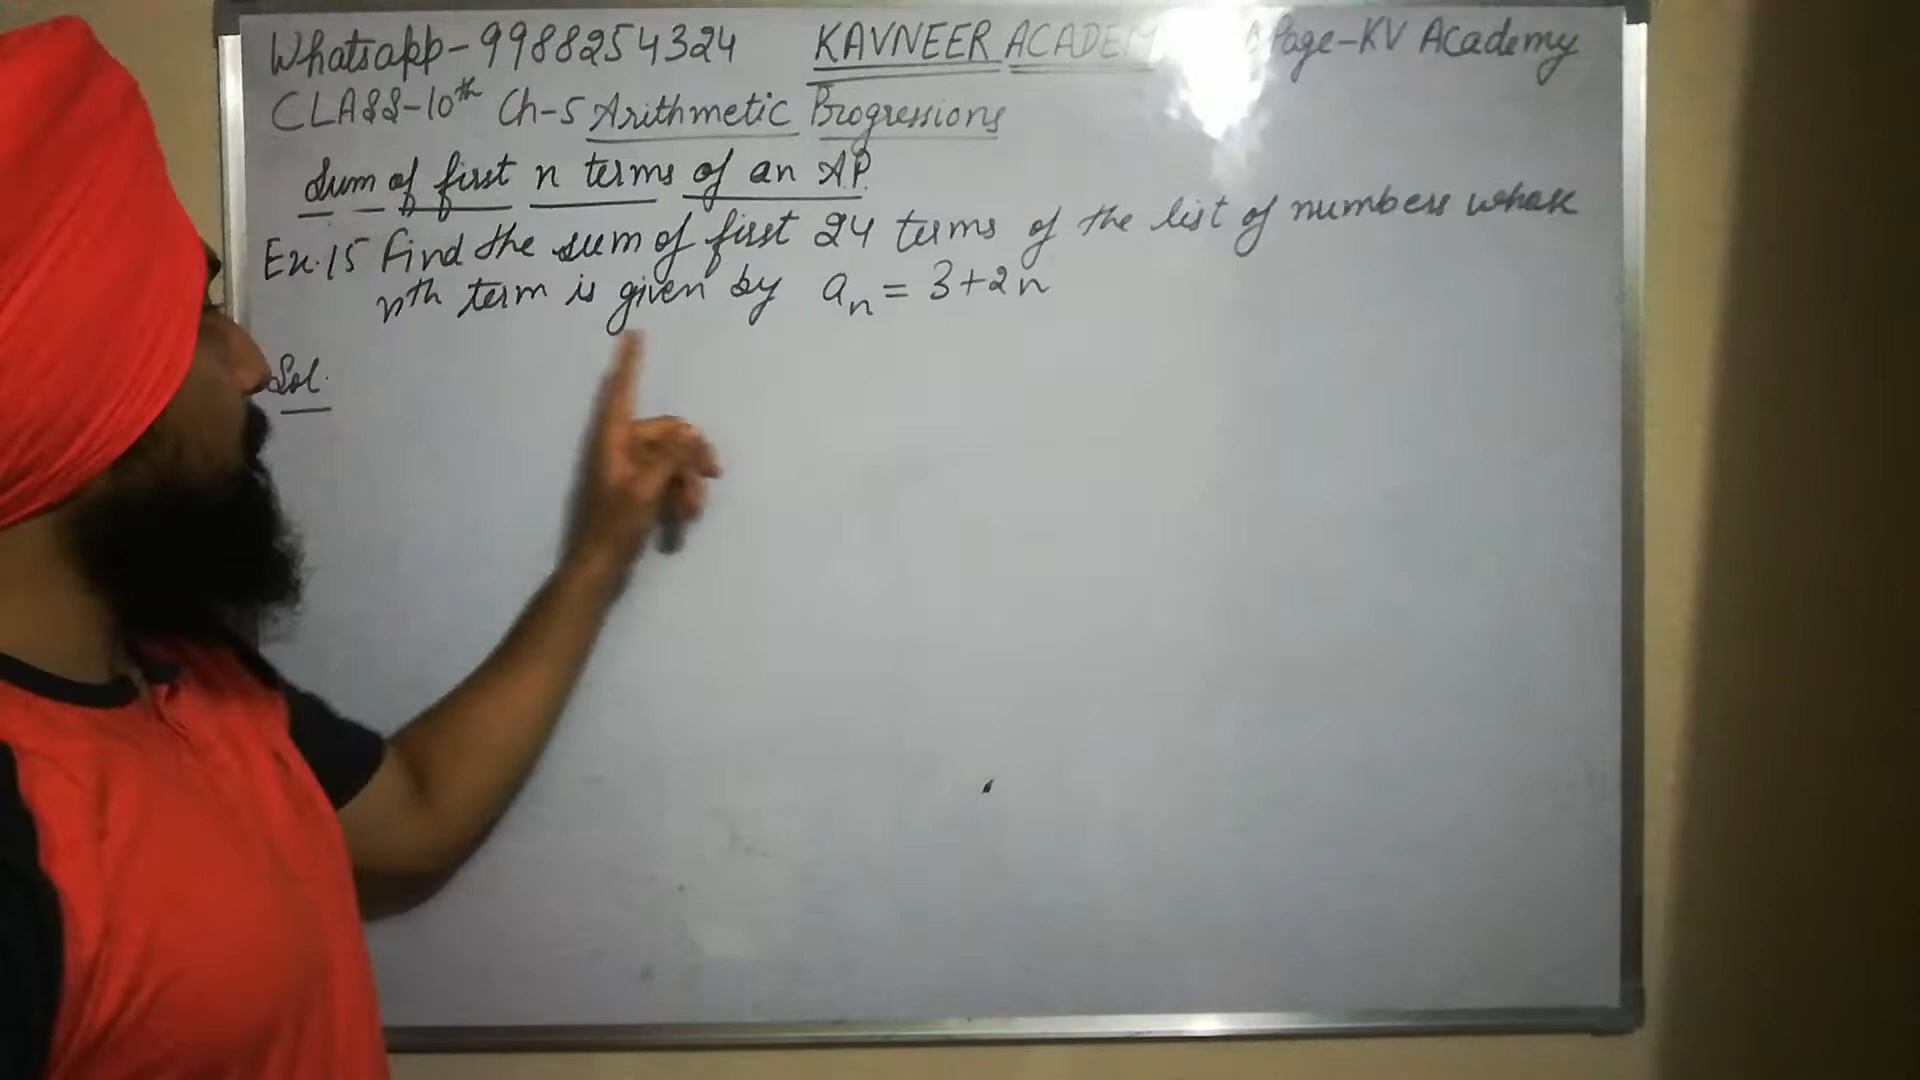 Whatsapp-9988254324 KAVNEER ACADEM Page-KV Academy
CLASS-10th Ch-5 Arithmetic Progressions
Sum of first n terms of an AP.
Ex.15 Find the sum of first 24 terms of the list of numbers whose
nth term is given by an = 3+2n
Sol.